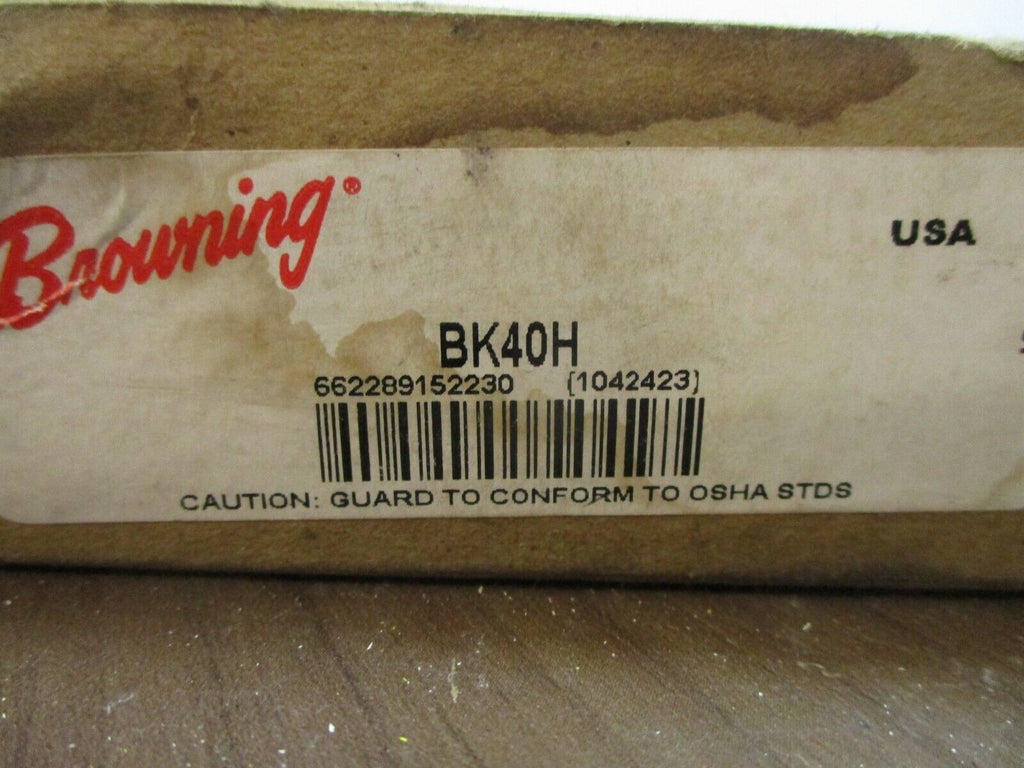 Browning®
USA
BK40H
662289152230 (1042423)
CAUTION: GUARD TO CONFORM TO OSHA STDS